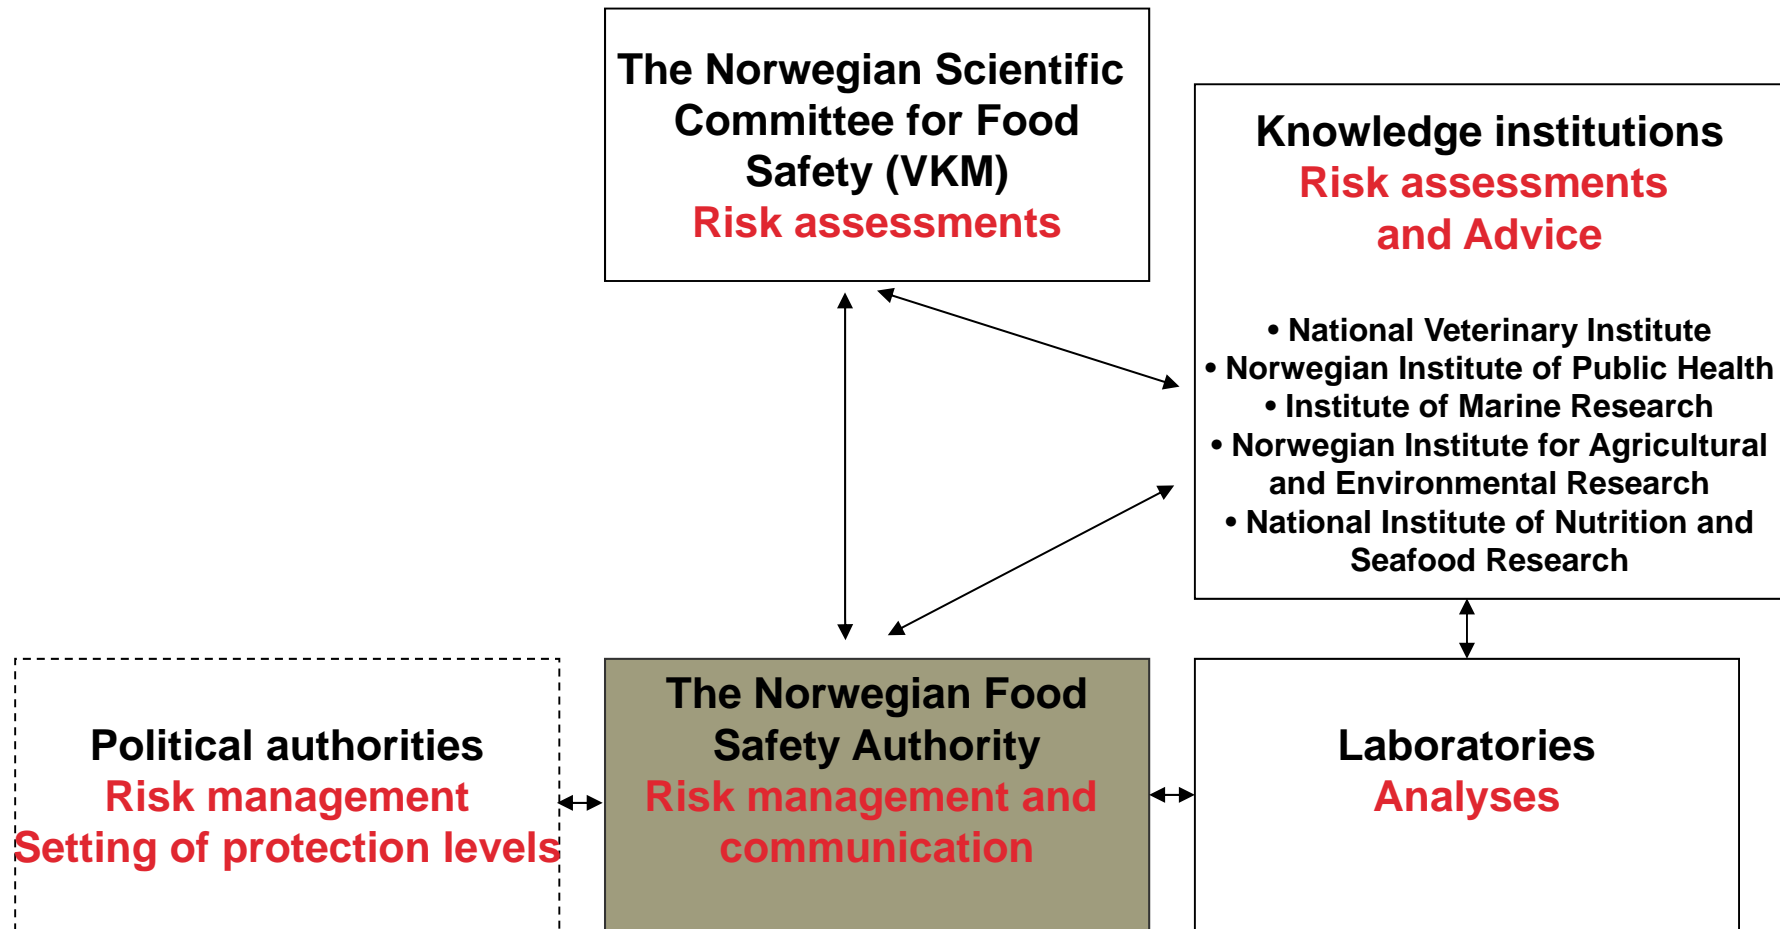 The Norwegian Scientific
Committee for Food
Safety (VKM)
Risk assessments
Knowledge institutions
Risk assessments
and Advice
• National Veterinary Institute
• Norwegian Institute of Public Health
• Institute of Marine Research
• Norwegian Institute for Agricultural
and Environmental Research
• National Institute of Nutrition and
Seafood Research
Political authorities
Risk management
Setting of protection levels
The Norwegian Food
Safety Authority
Risk management and
communication
Laboratories
Analyses